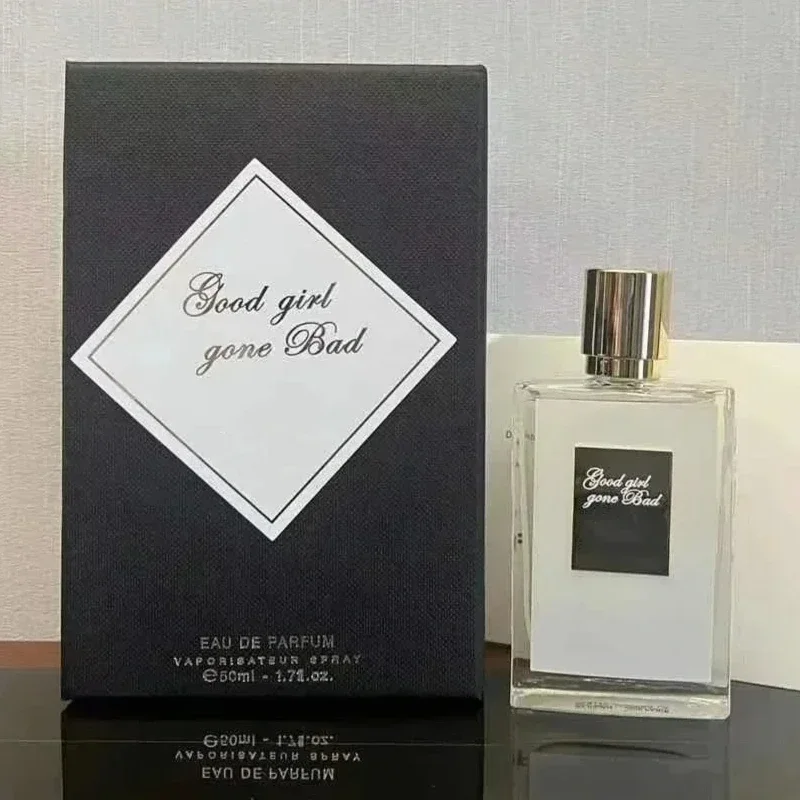 Good girl
gone Bad
EAU DE PARFUM
VAPORISATEUR SPRAY
℮50ml - 1.7fl.oz.
Good girl
gone Bad